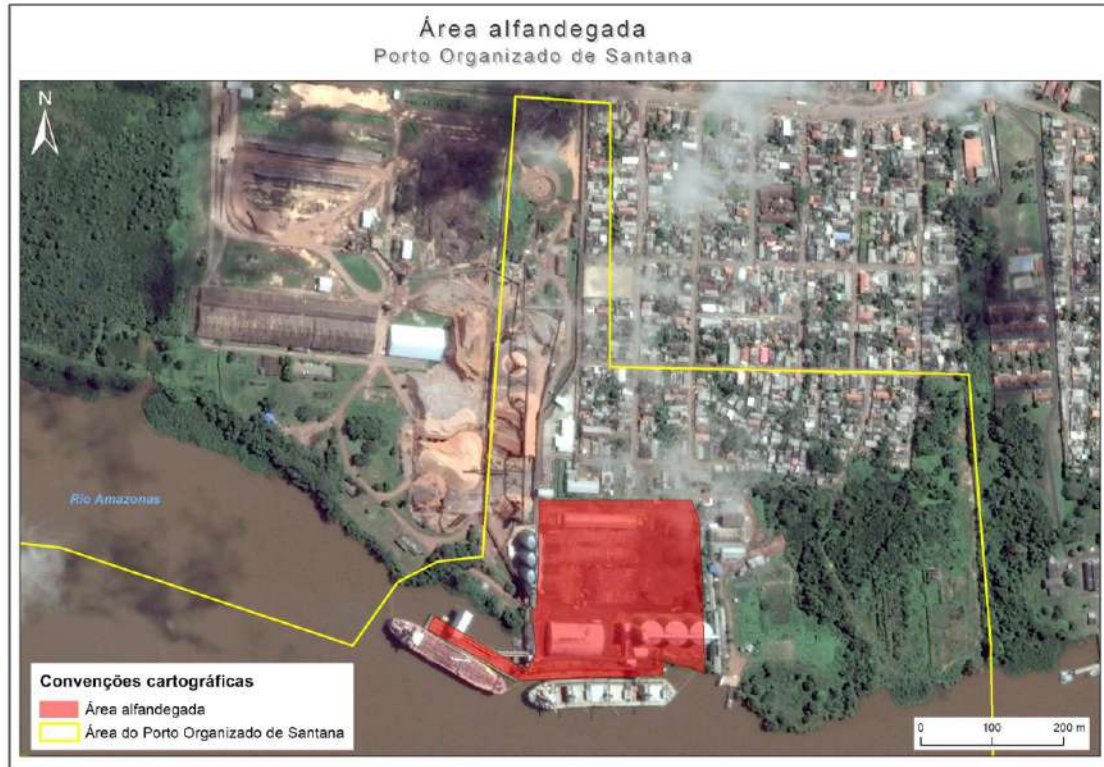 Área alfandegada
Porto Organizado de Santana
N
Rio Amazonas
Convenções cartográficas
Área alfandegada
Área do Porto Organizado de Santana
0 100 200 m